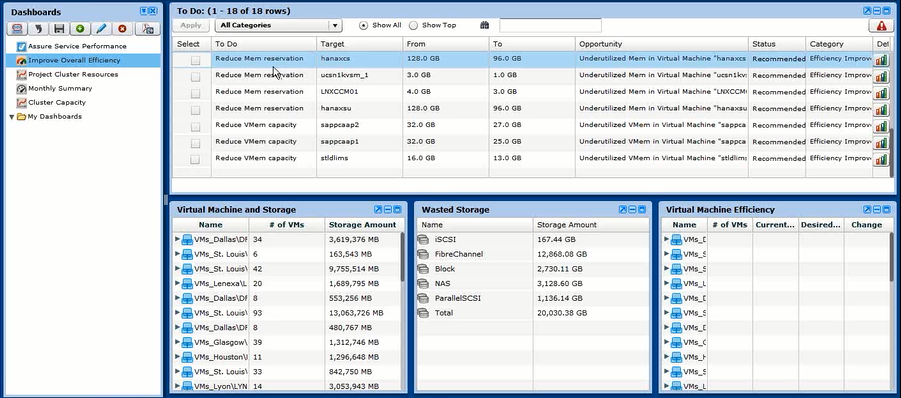 Dashboards
Assure Service Performance
Improve Overall Efficiency
Project Cluster Resources
Monthly Summary
Cluster Capacity
My Dashboards
To Do: (1 - 18 of 18 rows)
Apply All Categories Show All Show Top
Select To Do Target From To Opportunity Status Category Del
Reduce Mem reservation hanaxcs 128.0 GB 96.0 GB Underutilized Mem in Virtual Machine "hanaxcs Recommended Efficiency Improv
Reduce Mem reservation ucsn1kvsm_1 3.0 GB 1.0 GB Underutilized Mem in Virtual Machine "ucsn1kv Recommended Efficiency Improv
Reduce Mem reservation LNXCCM01 4.0 GB 3.0 GB Underutilized Mem in Virtual Machine "LNXCC Recommended Efficiency Improv
Reduce Mem reservation hanaxsu 128.0 GB 96.0 GB Underutilized Mem in Virtual Machine "hanaxsu Recommended Efficiency Improv
Reduce VMem capacity sappcaap2 32.0 GB 27.0 GB Underutilized VMem in Virtual Machine "sappca Recommended Efficiency Improv
Reduce VMem capacity sappcaap1 32.0 GB 25.0 GB Underutilized VMem in Virtual Machine "sappca Recommended Efficiency Improv
Reduce VMem capacity stldlims 16.0 GB 13.0 GB Underutilized VMem in Virtual Machine "stldlims Recommended Efficiency Improv
Virtual Machine and Storage
Name # of VMs Storage Amount
VMs_Dallas\DF 34 3,619,376 MB
VMs_St. Louis\ 6 163,543 MB
VMs_St. Louis\ 42 9,755,514 MB
VMs_Lenexa\L 20 1,689,795 MB
VMs_Dallas\DF 8 553,256 MB
VMs_St. Louis\ 93 13,063,726 MB
VMs_Dallas\DF 8 480,767 MB
VMs_Glasgow\ 39 1,312,746 MB
VMs_Houston\ 11 1,296,648 MB
VMs_St. Louis\ 33 842,750 MB
VMs_Lyon\LYN 14 3,053,943 MB
Wasted Storage
Name Storage Amount
iSCSI 167.44 GB
FibreChannel 12,868.08 GB
Block 2,730.11 GB
NAS 3,128.60 GB
ParallelSCSI 1,136.14 GB
Total 20,030.38 GB
Virtual Machine Efficiency
Name # of VMs Current... Desired... Change
VMs_D
VMs_S
VMs_S
VMs_L
VMs_D
VMs_S
VMs_D
VMs_G
VMs_H
VMs_S
VMs_L